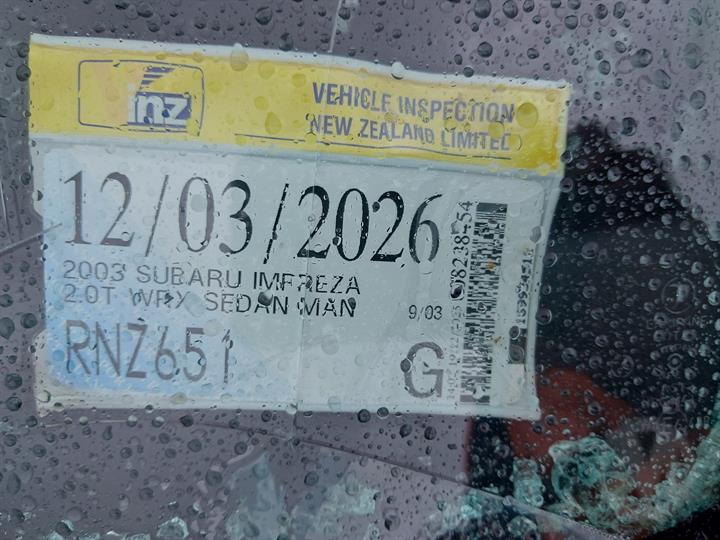 inz
VEHICLE INSPECTION
NEW ZEALAND LIMITED
12/03/2026
2003 SUBARU IMPREZA
2.0T WRX SEDAN MAN
9/03
RNZ651
G